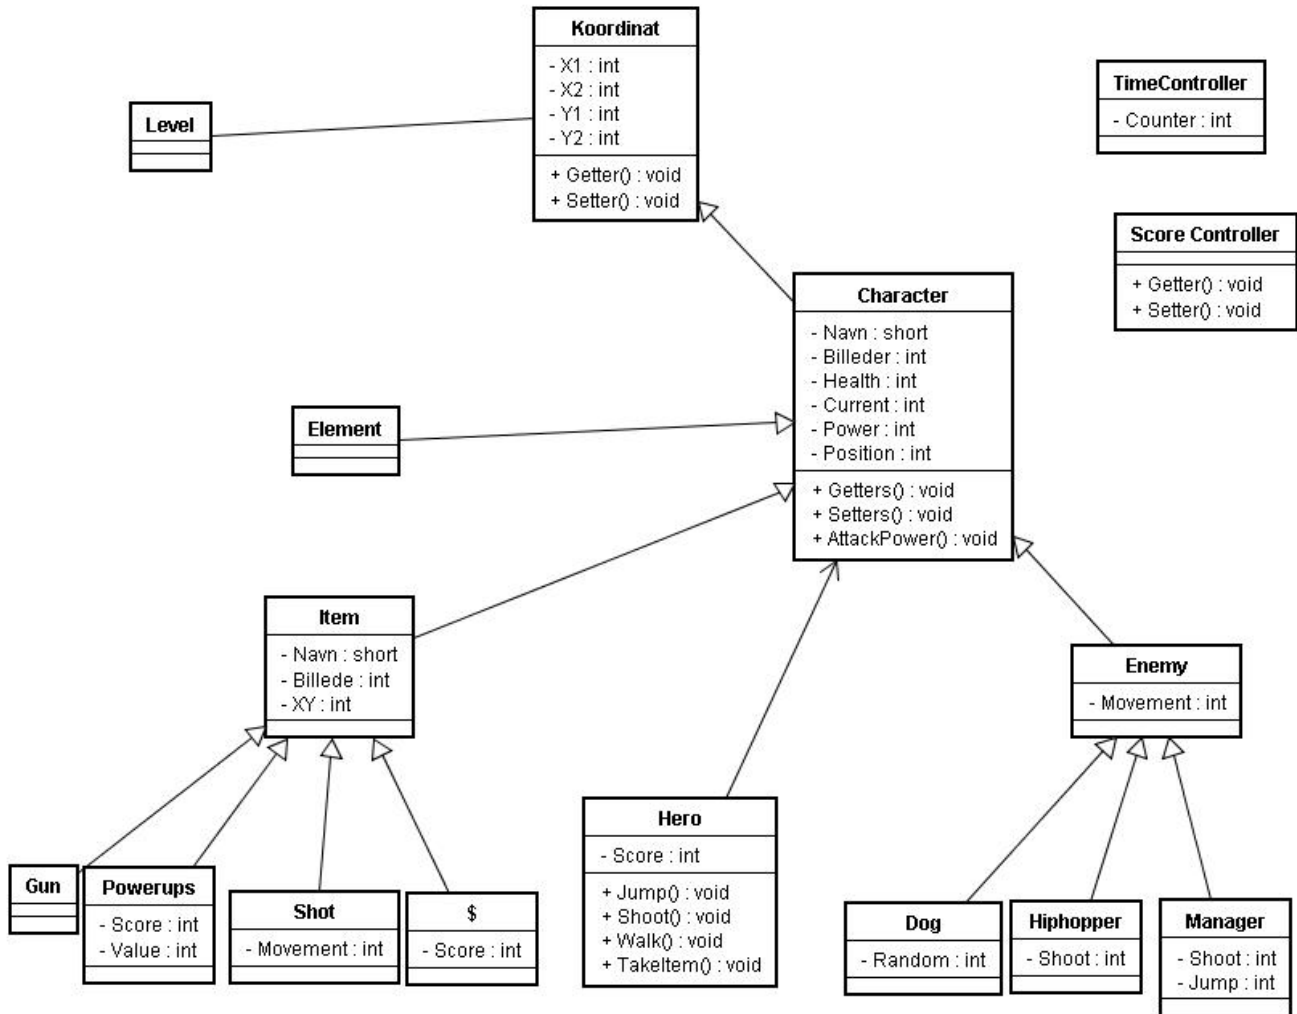 Koordinat
- X1 : int
- X2 : int
- Y1 : int
- Y2 : int
+ Getter() : void
+ Setter() : void
TimeController
- Counter : int
Level
Score Controller
+ Getter() : void
+ Setter() : void
Character
- Navn : short
- Billeder : int
- Health : int
- Current : int
- Power : int
- Position : int
+ Getters() : void
+ Setters() : void
+ AttackPower() : void
Element
Item
- Navn : short
- Billede : int
- XY : int
Enemy
- Movement : int
Hero
- Score : int
+ Jump() : void
+ Shoot() : void
+ Walk() : void
+ TakeItem() : void
Gun
Powerups
- Score : int
- Value : int
Shot
- Movement : int
$
- Score : int
Dog
- Random : int
Hiphopper
- Shoot : int
Manager
- Shoot : int
- Jump : int